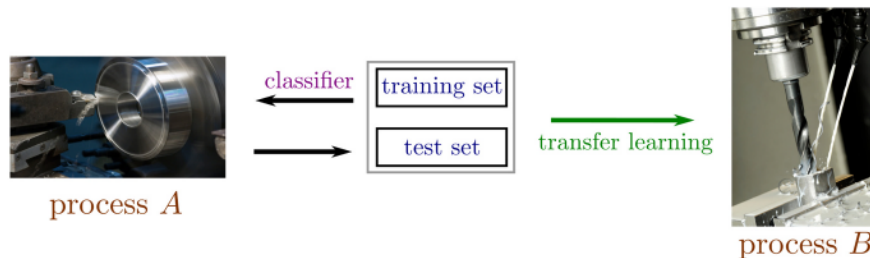 classifier
training set
test set
transfer learning
process A
process B